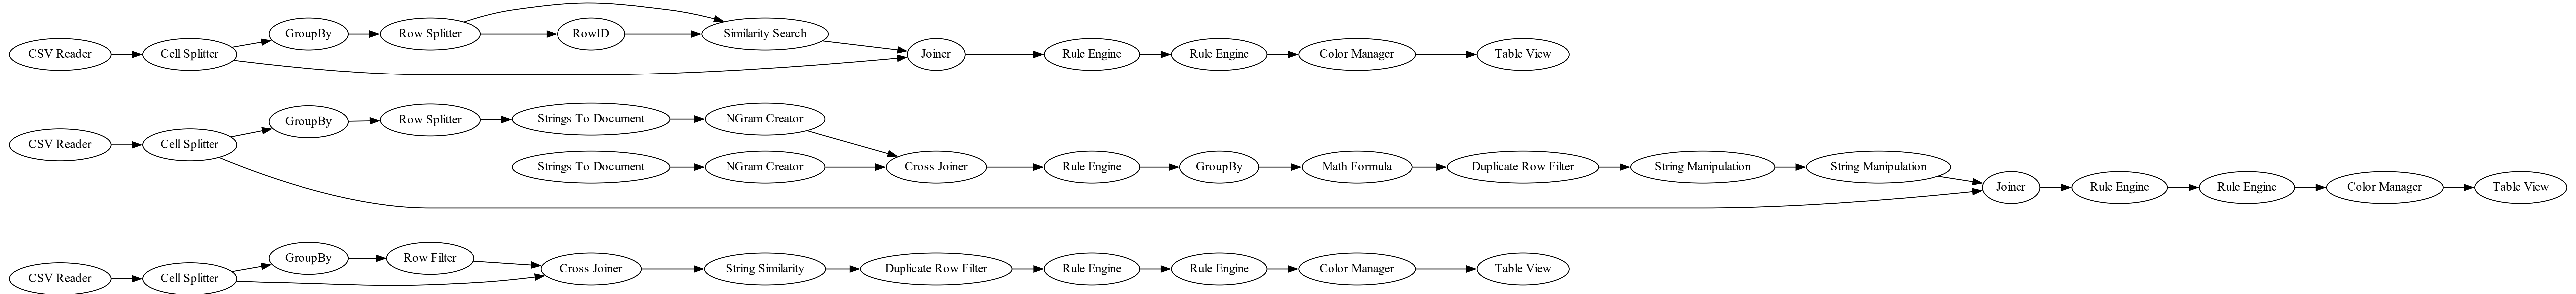 CSV Reader
Cell Splitter
GroupBy
Row Splitter
RowID
Similarity Search
Joiner
Rule Engine
Rule Engine
Color Manager
Table View
CSV Reader
Cell Splitter
GroupBy
Row Splitter
Strings To Document
NGram Creator
Strings To Document
NGram Creator
Cross Joiner
Rule Engine
GroupBy
Math Formula
Duplicate Row Filter
String Manipulation
String Manipulation
Joiner
Rule Engine
Rule Engine
Color Manager
Table View
CSV Reader
Cell Splitter
GroupBy
Row Filter
Cross Joiner
String Similarity
Duplicate Row Filter
Rule Engine
Rule Engine
Color Manager
Table View